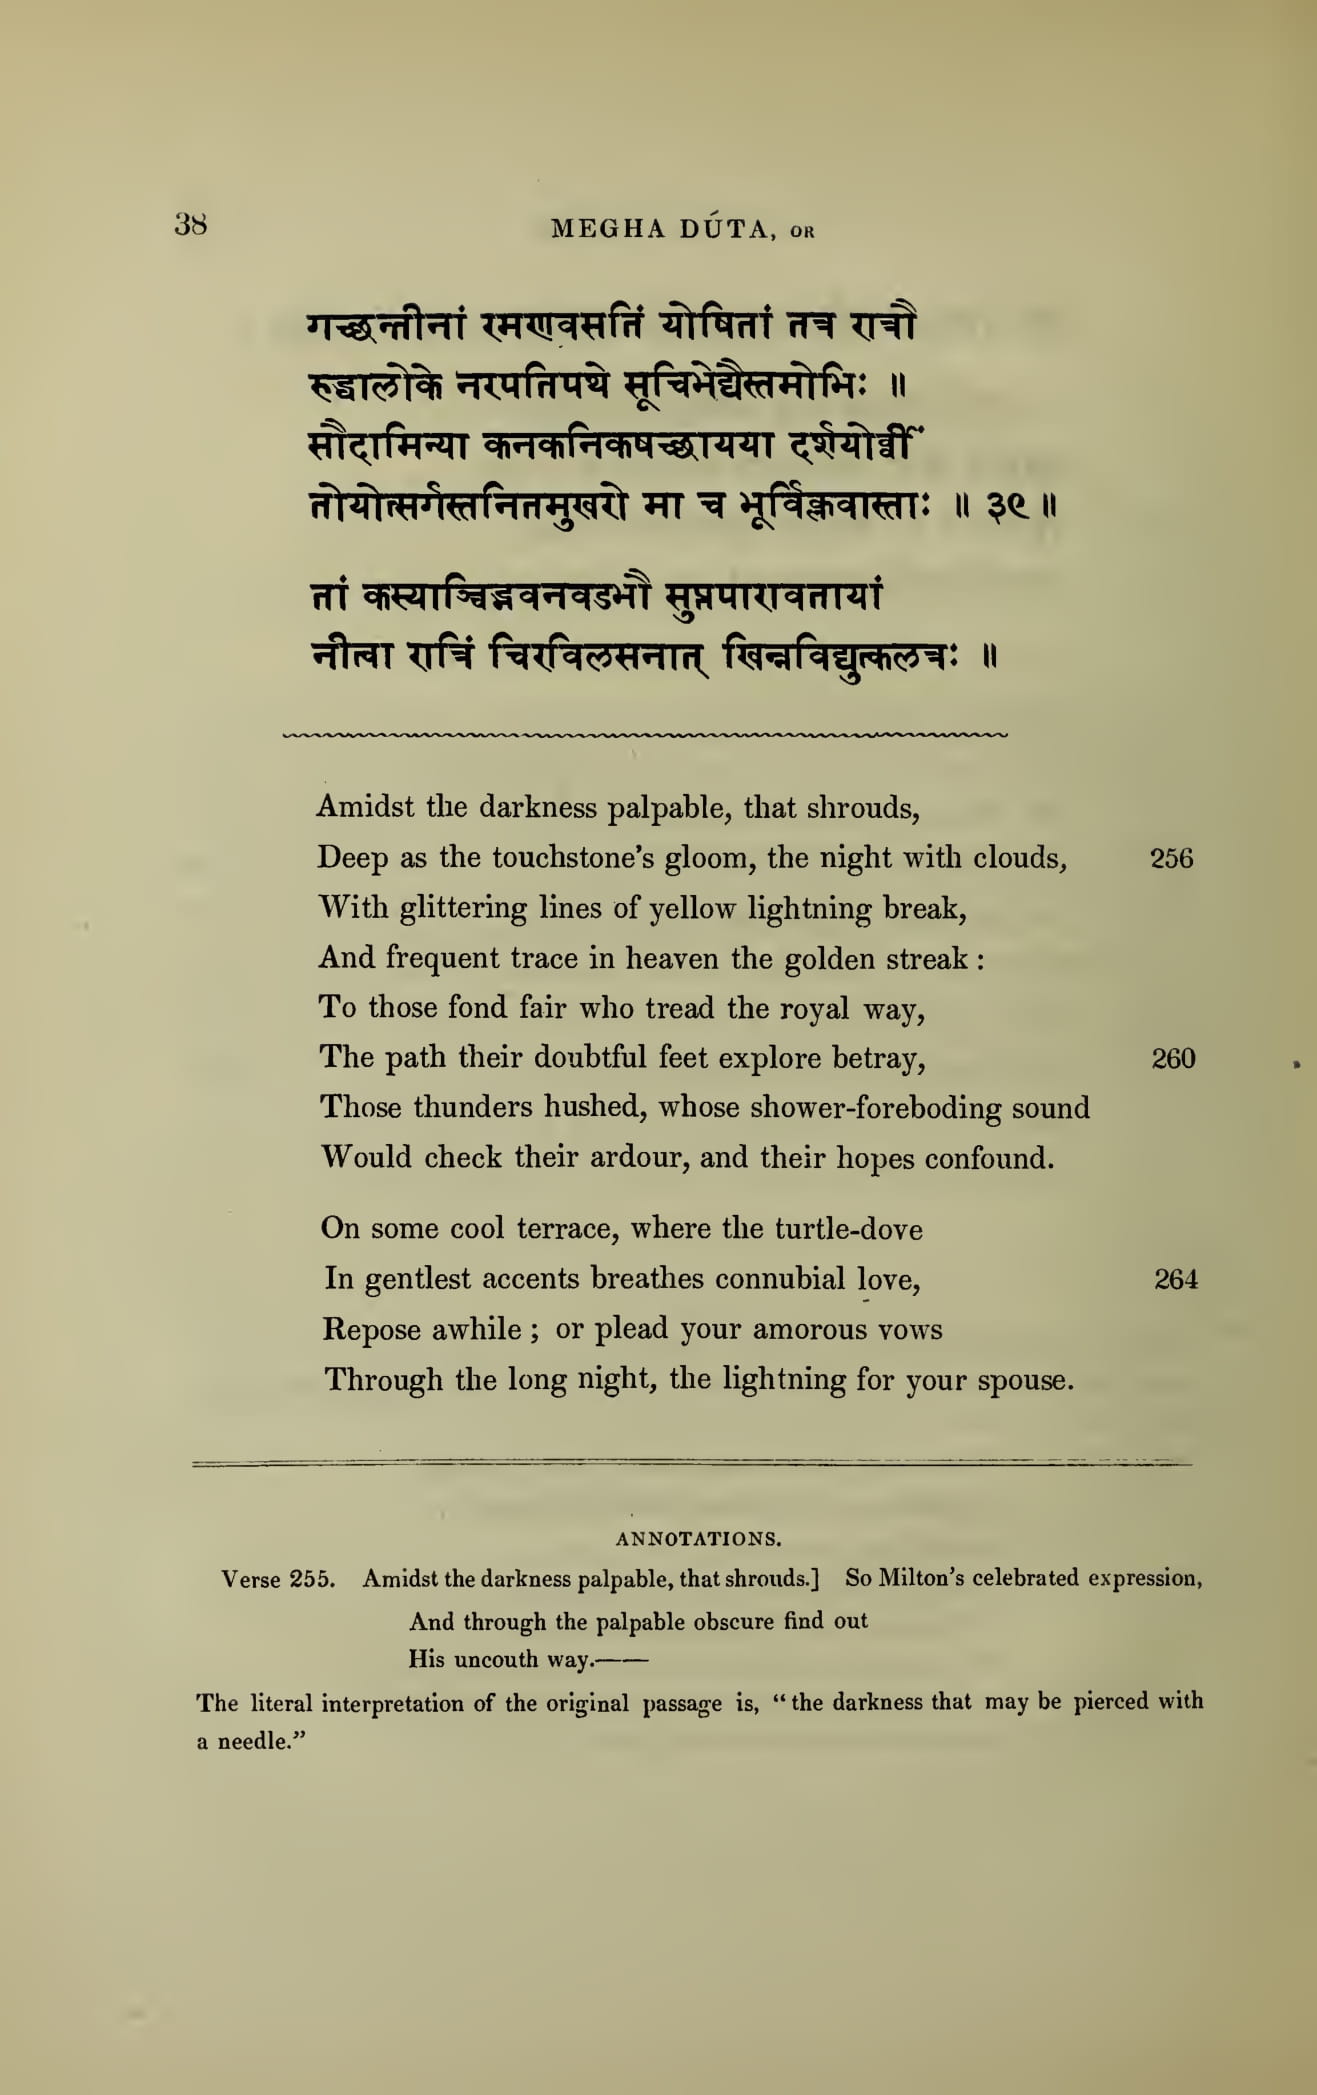 38
MEGHA DÚTA, OR
गच्छन्तीनां रमणवसतिं योषितां तत्र रात्रौ
रुद्धालोके नरपतिपथे सूचिभेद्यैस्तमोभिः ॥
सौदामिन्या कनकनिकषच्छायया दर्शयोर्व्वीं
तोयोत्सर्गस्तनितमुखरो मा च भूर्विक्लवास्ताः ॥ ३९ ॥
तां कस्याञ्चिद्भवनवडभौ सुप्तपारावतायां
नीत्वा रात्रिं चिरविलसनात् खिन्नविद्युत्कलत्रः ॥
Amidst the darkness palpable, that shrouds,
Deep as the touchstone's gloom, the night with clouds, 256
With glittering lines of yellow lightning break,
And frequent trace in heaven the golden streak :
To those fond fair who tread the royal way,
The path their doubtful feet explore betray, 260
Those thunders hushed, whose shower-foreboding sound
Would check their ardour, and their hopes confound.
On some cool terrace, where the turtle-dove
In gentlest accents breathes connubial love, 264
Repose awhile ; or plead your amorous vows
Through the long night, the lightning for your spouse.
ANNOTATIONS.
Verse 255. Amidst the darkness palpable, that shrouds.] So Milton's celebrated expression,
And through the palpable obscure find out
His uncouth way.——
The literal interpretation of the original passage is, “the darkness that may be pierced with
a needle.”